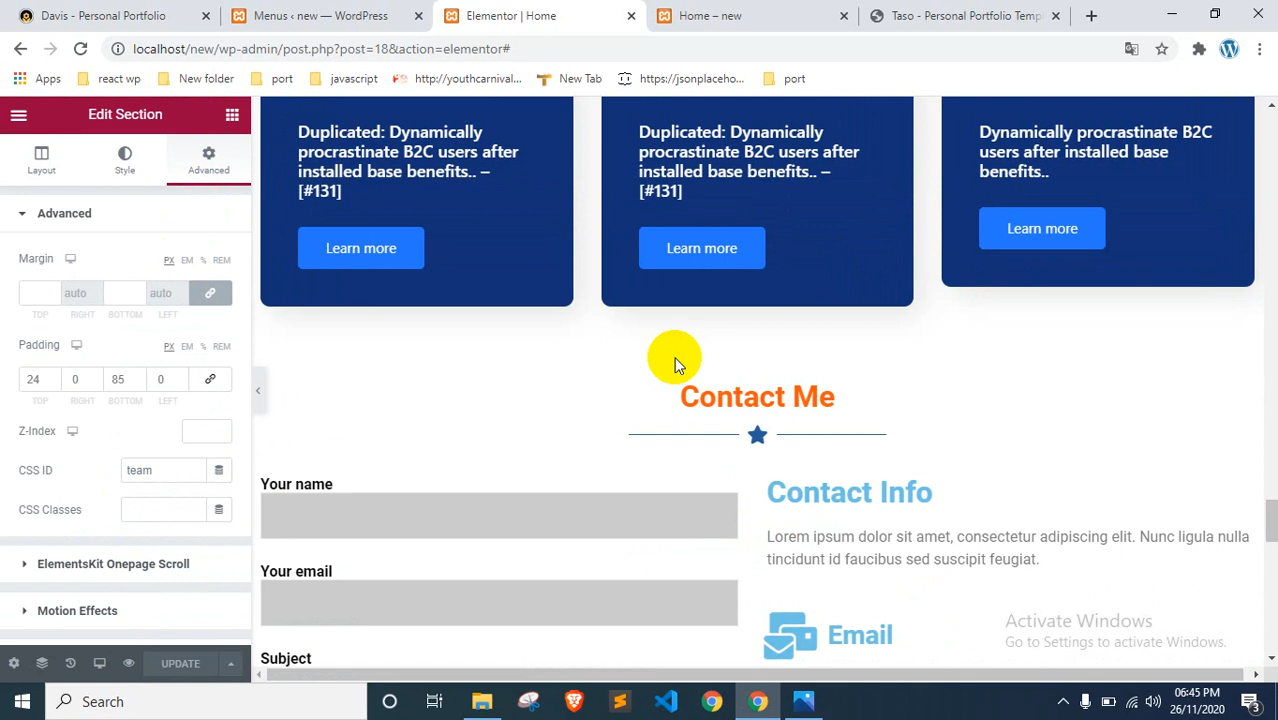 Davis - Personal Portfolio
Menus ‹ new — WordPress
Elementor | Home
Home – new
Taso - Personal Portfolio Temp
localhost/new/wp-admin/post.php?post=18&action=elementor#
Apps
react wp
New folder
port
javascript
http://youthcarnival...
New Tab
https://jsonplaceho...
port
Edit Section
Layout
Style
Advanced
Advanced
Margin
PX EM % REM
auto auto
TOP RIGHT BOTTOM LEFT
Padding
PX EM % REM
24 0 85 0
TOP RIGHT BOTTOM LEFT
Z-Index
CSS ID
team
CSS Classes
ElementsKit Onepage Scroll
Motion Effects
UPDATE
Duplicated: Dynamically
procrastinate B2C users after
installed base benefits.. –
[#131]
Learn more
Duplicated: Dynamically
procrastinate B2C users after
installed base benefits.. –
[#131]
Learn more
Dynamically procrastinate B2C
users after installed base
benefits..
Learn more
Contact Me
Your name
Your email
Subject
Contact Info
Lorem ipsum dolor sit amet, consectetur adipiscing elit. Nunc ligula nulla
tincidunt id faucibus sed suscipit feugiat.
Email
Activate Windows
Go to Settings to activate Windows.
Search
06:45 PM
26/11/2020
3